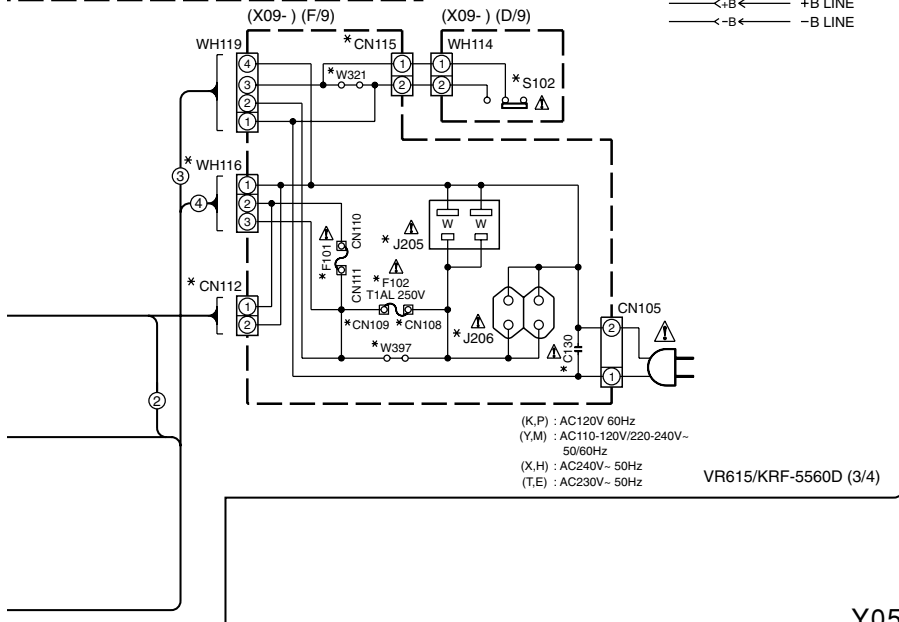 +B +B LINE
-B -B LINE
(X09- ) (F/9) (X09- ) (D/9)
WH119 * CN115 WH114
4
3
2
1
* W321
1
2
1
2
* S102
* WH116
3
4
1
2
3
CN110
* F101
CN111
* J205
W W
* F102
T1AL 250V
* CN109 * CN108
* W397
* J206
* C130
* CN112
1
2
CN105
2
1
2
(K,P) : AC120V 60Hz
(Y,M) : AC110-120V/220-240V~
50/60Hz
(X,H) : AC240V~ 50Hz
(T,E) : AC230V~ 50Hz
VR615/KRF-5560D (3/4)
Y05